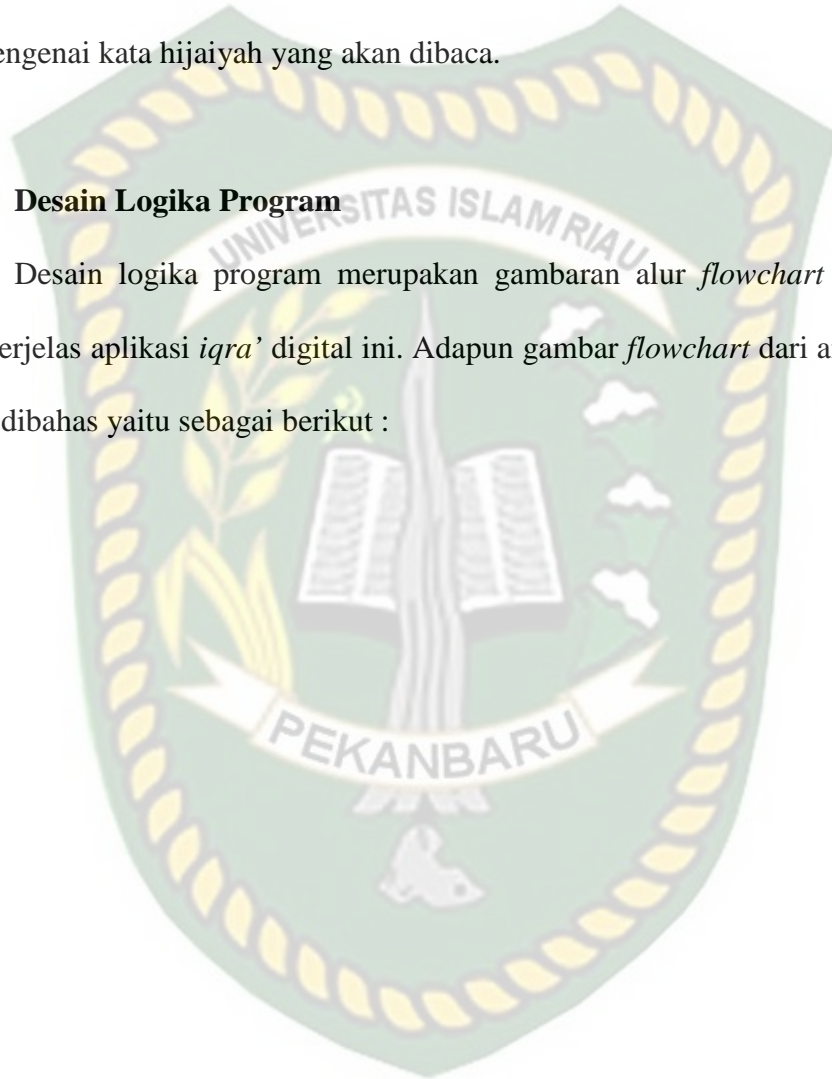 engenai kata hijaiyah yang akan dibaca.
Desain Logika Program
UNIVERSITAS ISLAM RIAU
Desain logika program merupakan gambaran alur flowchart
erjelas aplikasi iqra’ digital ini. Adapun gambar flowchart dari a
dibahas yaitu sebagai berikut :
PEKANBARU